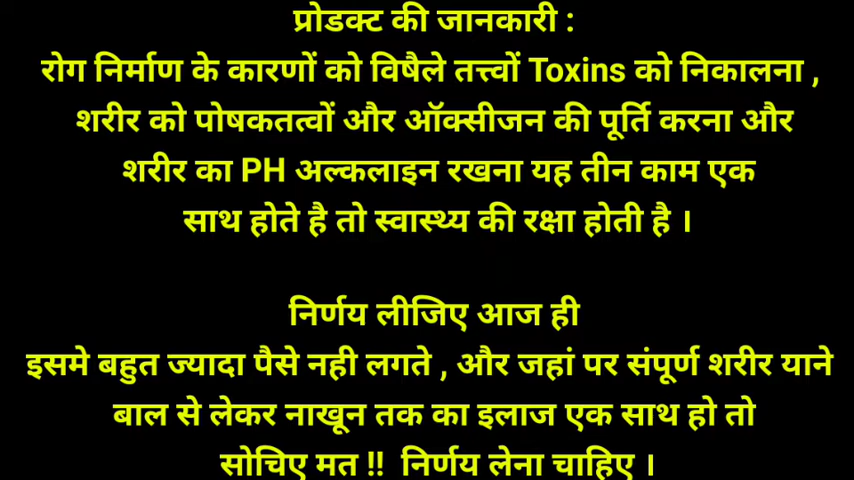 प्रोडक्ट की जानकारी :
रोग निर्माण के कारणों को विषैले तत्त्वों Toxins को निकालना ,
शरीर को पोषकतत्वों और ऑक्सीजन की पूर्ति करना और
शरीर का PH अल्कलाइन रखना यह तीन काम एक
साथ होते है तो स्वास्थ्य की रक्षा होती है ।
निर्णय लीजिए आज ही
इसमे बहुत ज्यादा पैसे नही लगते , और जहां पर संपूर्ण शरीर याने
बाल से लेकर नाखून तक का इलाज एक साथ हो तो
सोचिए मत !! निर्णय लेना चाहिए ।